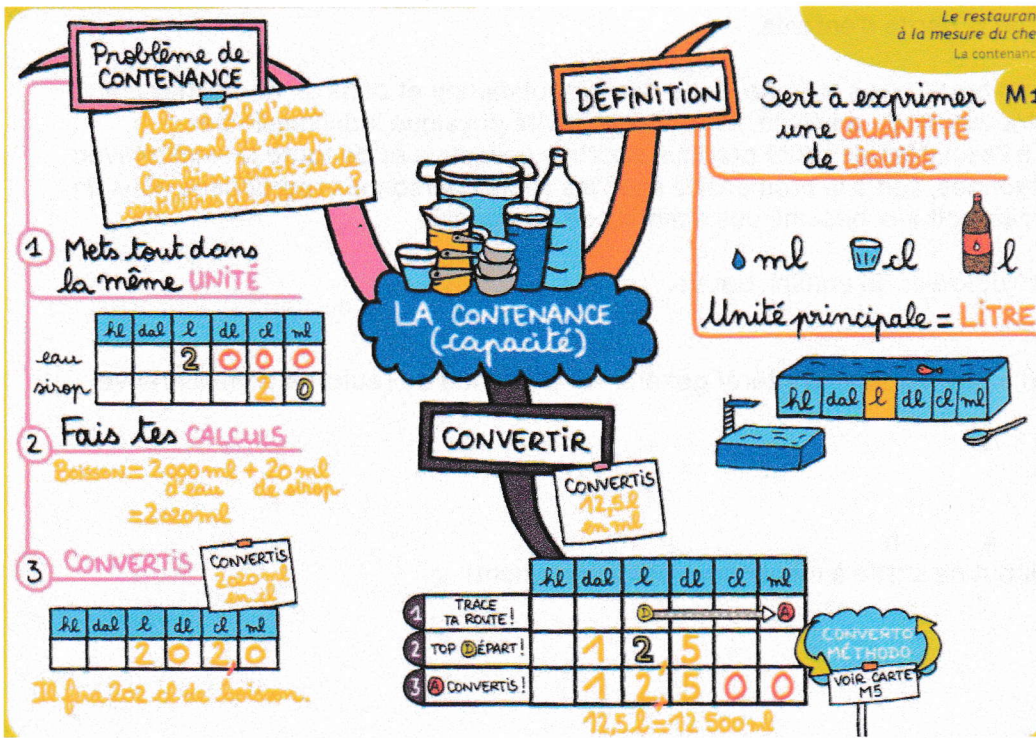 Le restauran
à la mesure du che
La contenanc
M1
Problème de
CONTENANCE
Alix a 2 l d'eau
et 20 ml de sirop.
Combien fera-t-il de
centilitres de boisson ?
1 Mets tout dans
la même UNITÉ
hl dal l dl cl ml
eau 2 0 0 0
sirop 2 0
2 Fais tes CALCULS
Boisson = 2000 ml + 20 ml
d'eau de sirop
= 2020 ml
3 CONVERTIS
CONVERTIS
2020 ml
en cl
hl dal l dl cl ml
2 0 2, 0
Il fera 202 cl de boisson.
LA CONTENANCE
(capacité)
DÉFINITION
Sert à exprimer
une QUANTITÉ
de LIQUIDE
ml cl l
Unité principale = LITRE
hl dal l dl cl ml
CONVERTIR
CONVERTIS
12,5 l
en ml
hl dal l dl cl ml
1 TRACE
TA ROUTE ! D A
2 TOP DÉPART ! 1 2, 5
3 A CONVERTIS ! 1 2, 5 0 0
12,5 l = 12 500 ml
CONVERTO
MÉTHODO
VOIR CARTE
M5